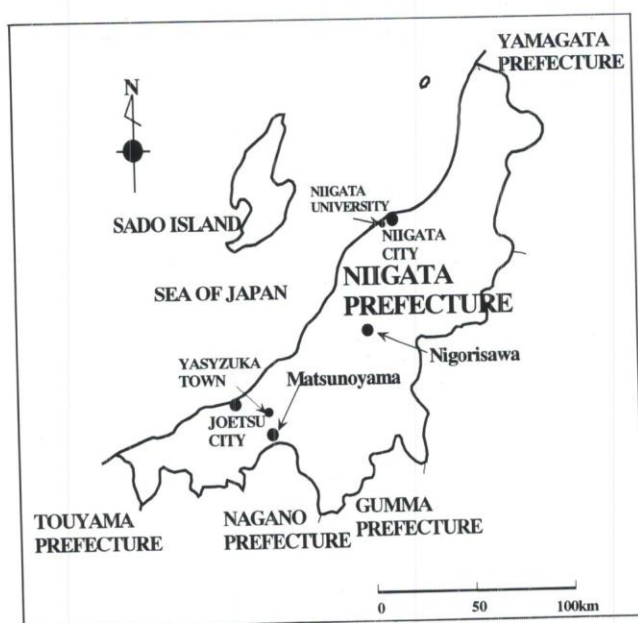 YAMAGATA
PREFECTURE
N
NIIGATA
UNIVERSITY
SADO ISLAND
NIIGATA
CITY
NIIGATA
PREFECTURE
SEA OF JAPAN
Nigorisawa
YASYZUKA
TOWN
Matsunoyama
JOETSU
CITY
TOUYAMA
PREFECTURE
NAGANO
PREFECTURE
GUMMA
PREFECTURE
0 50 100km